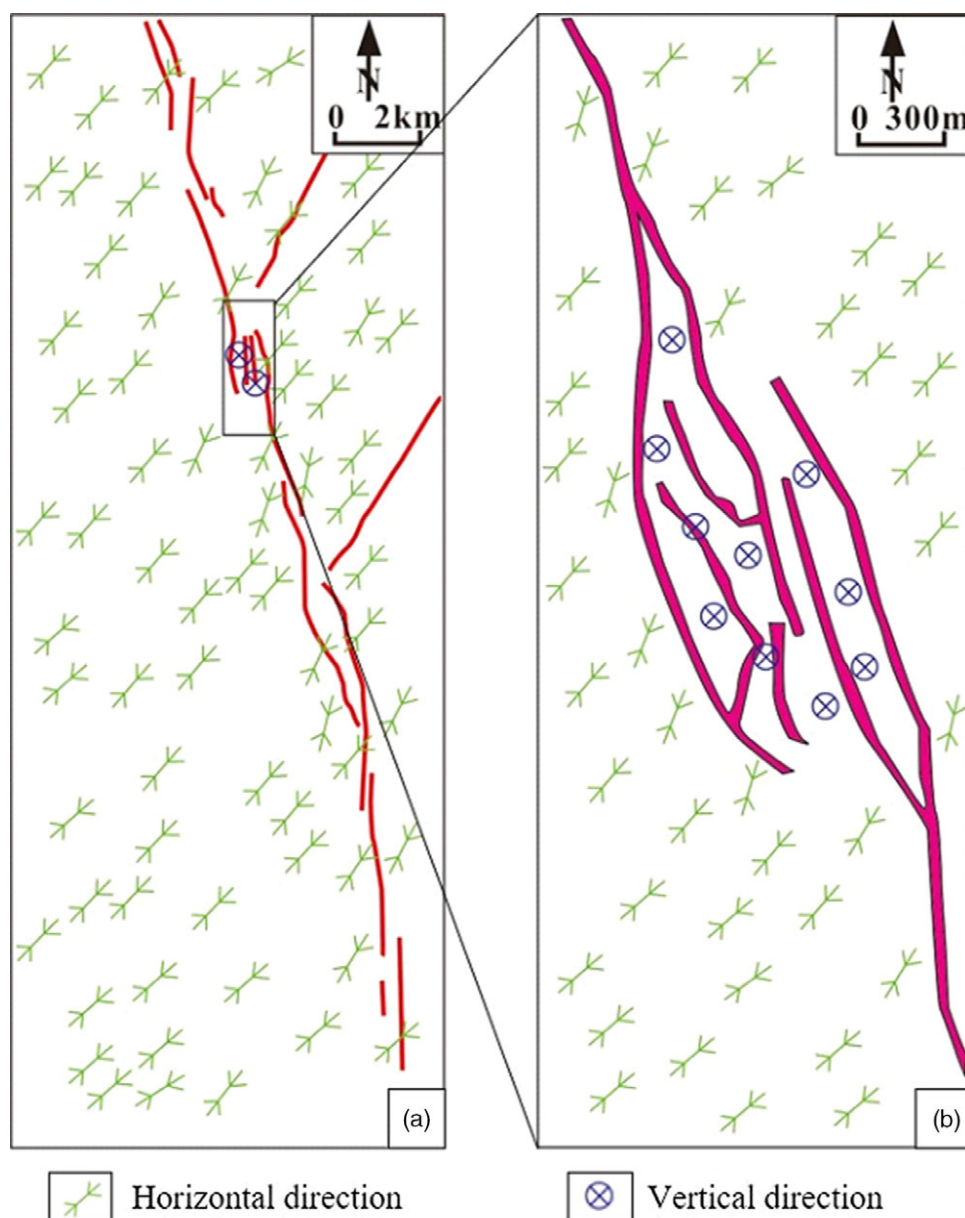 N
0 2km
N
0 300m
(a)
(b)
Horizontal direction
Vertical direction